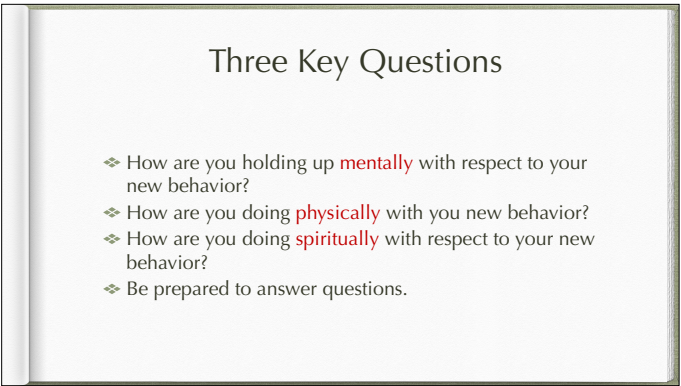 Three Key Questions
How are you holding up mentally with respect to your
new behavior?
How are you doing physically with you new behavior?
How are you doing spiritually with respect to your new
behavior?
Be prepared to answer questions.